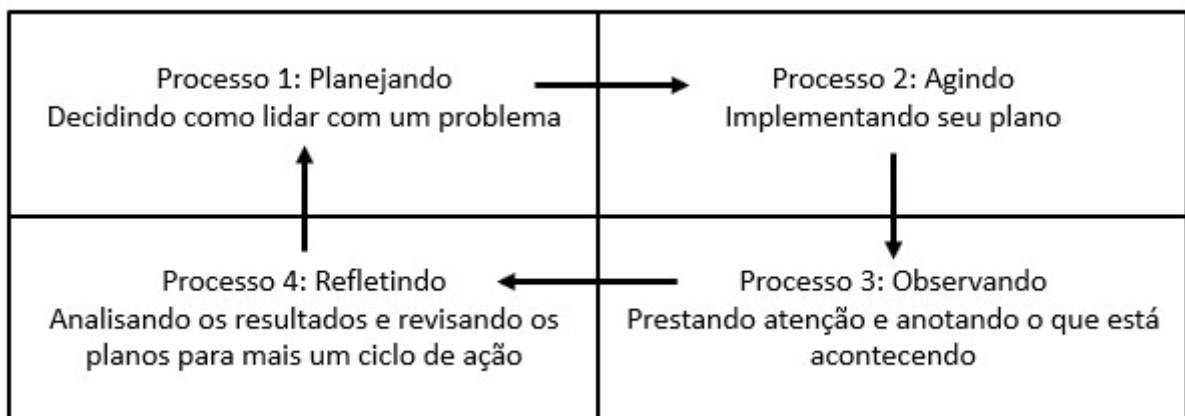 Processo 1: Planejando
Decidindo como lidar com um problema
Processo 2: Agindo
Implementando seu plano
Processo 4: Refletindo
Analisando os resultados e revisando os
planos para mais um ciclo de ação
Processo 3: Observando
Prestando atenção e anotando o que está
acontecendo